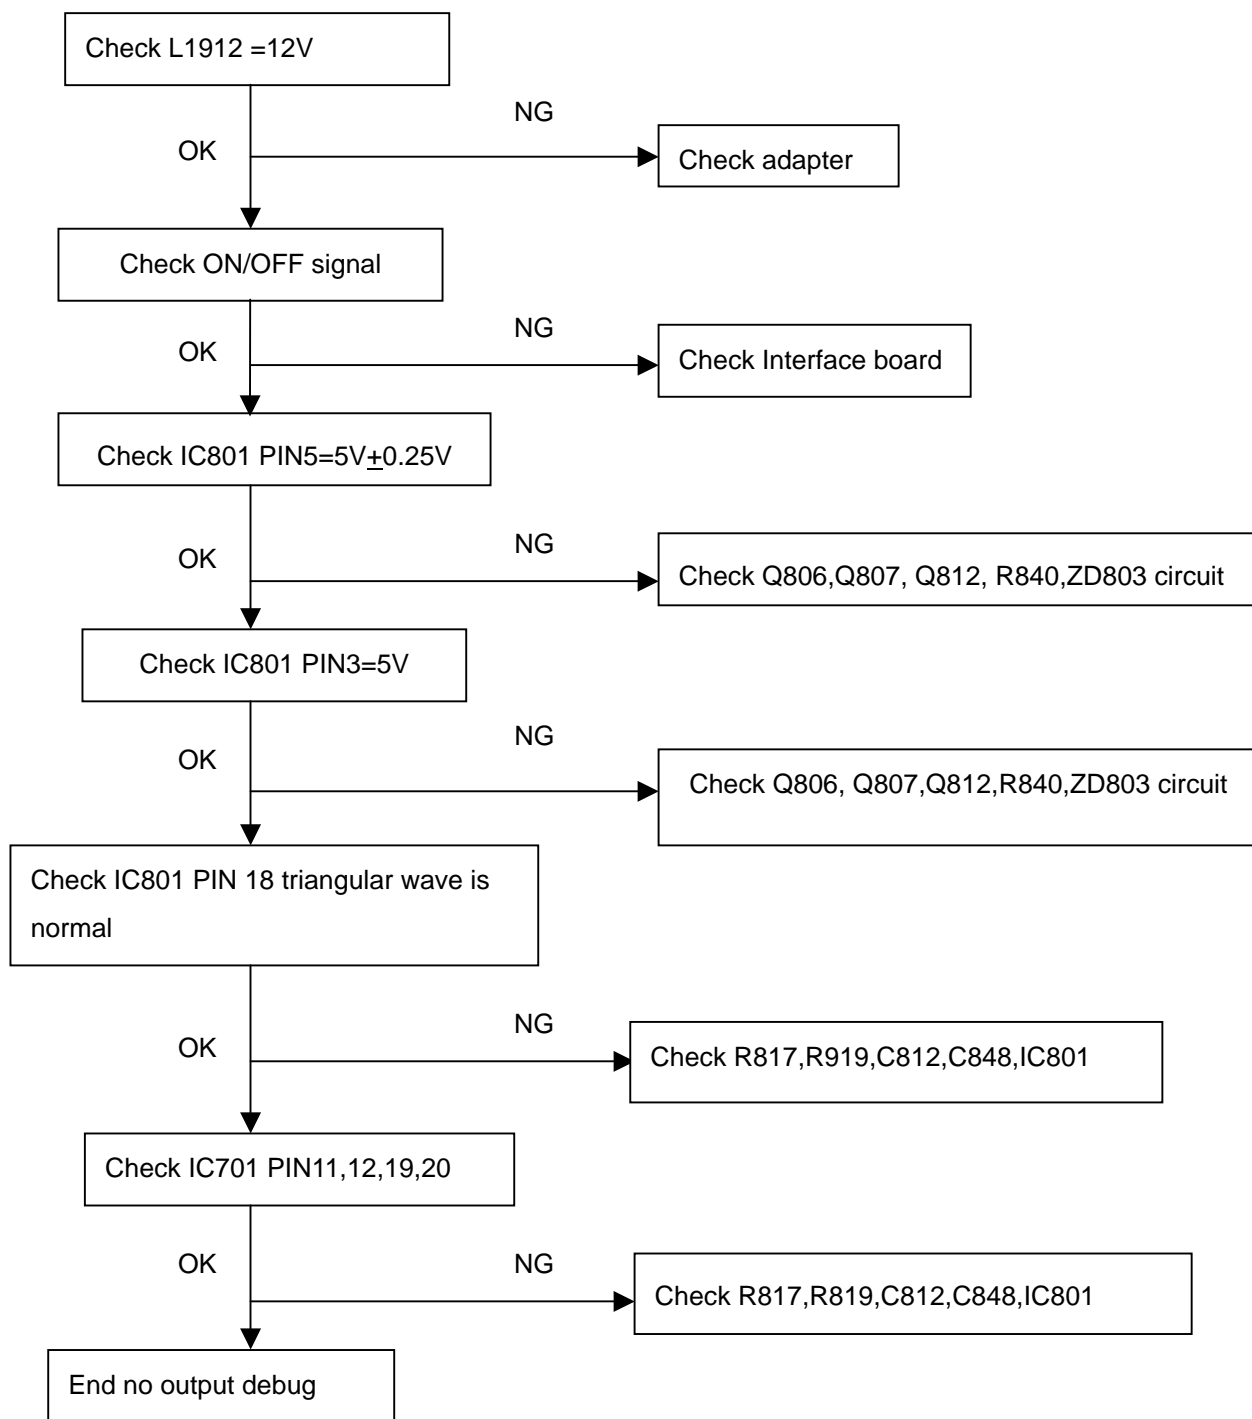 Check L1912 =12V
NG
OK
Check adapter
Check ON/OFF signal
NG
OK
Check Interface board
Check IC801 PIN5=5V±0.25V
NG
OK
Check Q806,Q807, Q812, R840,ZD803 circuit
Check IC801 PIN3=5V
NG
OK
Check Q806, Q807,Q812,R840,ZD803 circuit
Check IC801 PIN 18 triangular wave is
normal
NG
OK
Check R817,R919,C812,C848,IC801
Check IC701 PIN11,12,19,20
OK
NG
Check R817,R819,C812,C848,IC801
End no output debug